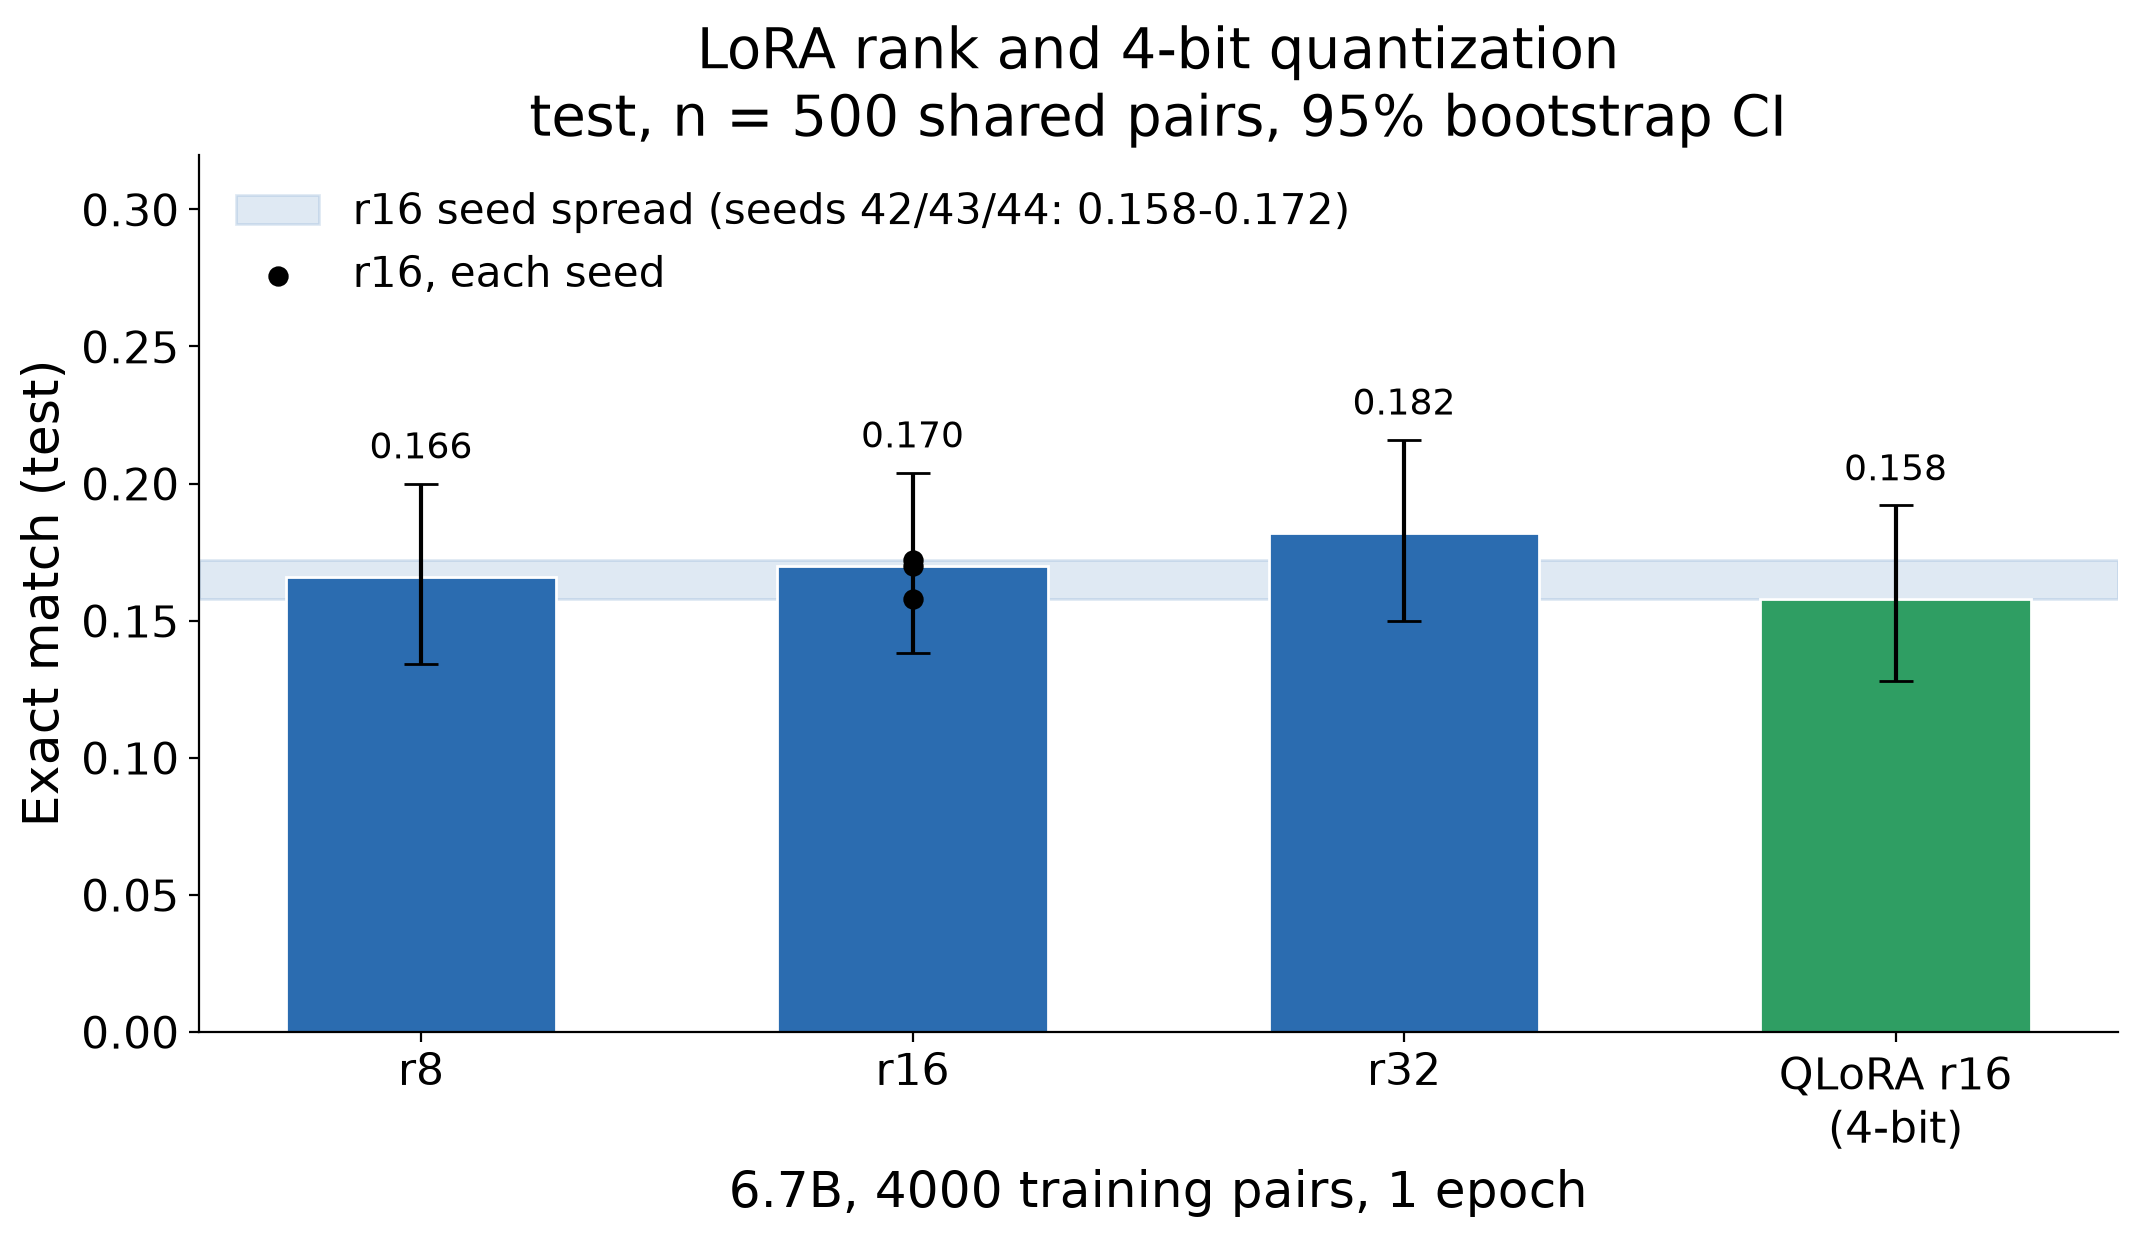 LoRA rank and 4-bit quantization
test, n = 500 shared pairs, 95% bootstrap CI
Exact match (test)
0.30
0.25
0.20
0.15
0.10
0.05
0.00
r16 seed spread (seeds 42/43/44: 0.158-0.172)
r16, each seed
0.166
0.170
0.182
0.158
r8
r16
r32
QLoRA r16
(4-bit)
6.7B, 4000 training pairs, 1 epoch